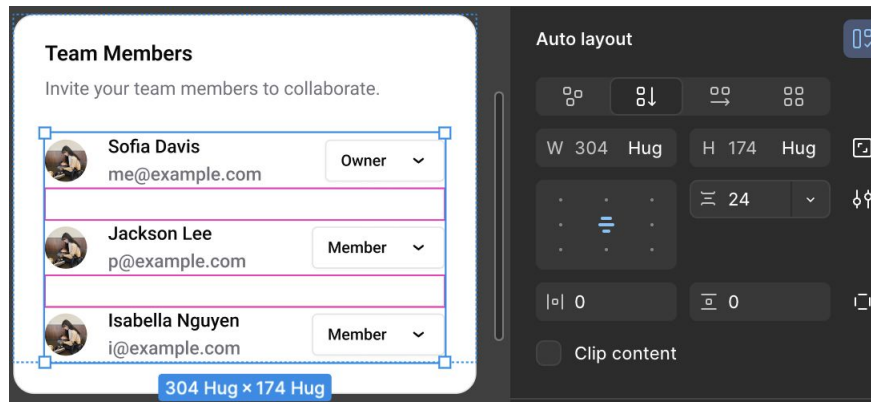 Team Members
Invite your team members to collaborate.
Sofia Davis
me@example.com
Owner
Jackson Lee
p@example.com
Member
Isabella Nguyen
i@example.com
Member
304 Hug × 174 Hug
Auto layout
W 304 Hug
H 174 Hug
24
0
0
Clip content